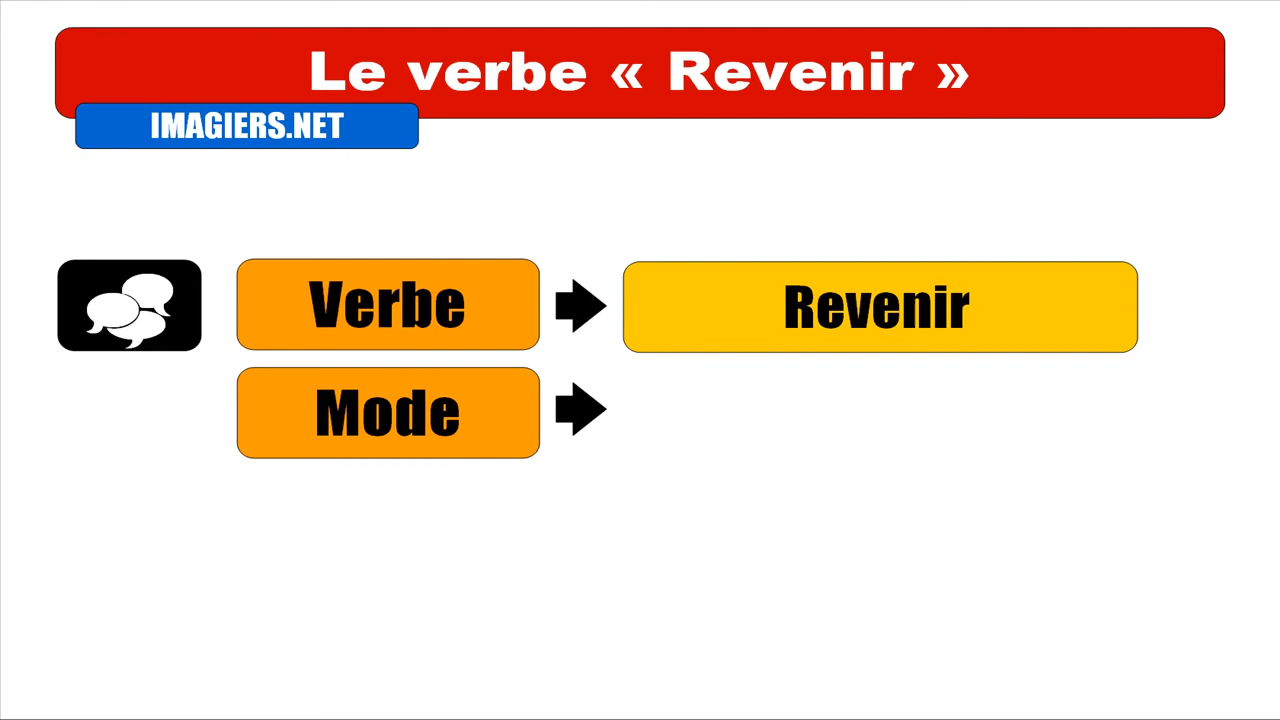 Le verbe « Revenir »
IMAGIERS.NET
Verbe
Revenir
Mode